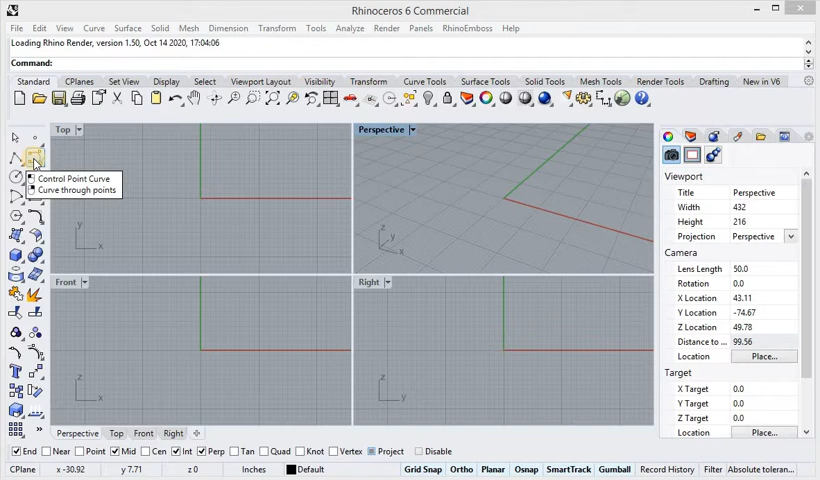 Rhinoceros 6 Commercial
File Edit View Curve Surface Solid Mesh Dimension Transform Tools Analyze Render Panels RhinoEmboss Help
Loading Rhino Render, version 1.50, Oct 14 2020, 17:04:06
Command:
Standard CPlanes Set View Display Select Viewport Layout Visibility Transform Curve Tools Surface Tools Solid Tools Mesh Tools Render Tools Drafting New in V6
Top
Perspective
Control Point Curve
Curve through points
Viewport
Title Perspective
Width 432
Height 216
Projection Perspective
Camera
Lens Length 50.0
Rotation 0.0
X Location 43.11
Y Location -74.67
Z Location 49.78
Distance to ... 99.56
Location Place...
Target
X Target 0.0
Y Target 0.0
Z Target 0.0
Location Place...
y x
z y x
Front
Right
z x
z y
Perspective Top Front Right
End Near Point Mid Cen Int Perp Tan Quad Knot Vertex Project Disable
CPlane x -30.92 y 7.71 z 0 Inches Default Grid Snap Ortho Planar Osnap SmartTrack Gumball Record History Filter Absolute toleran...